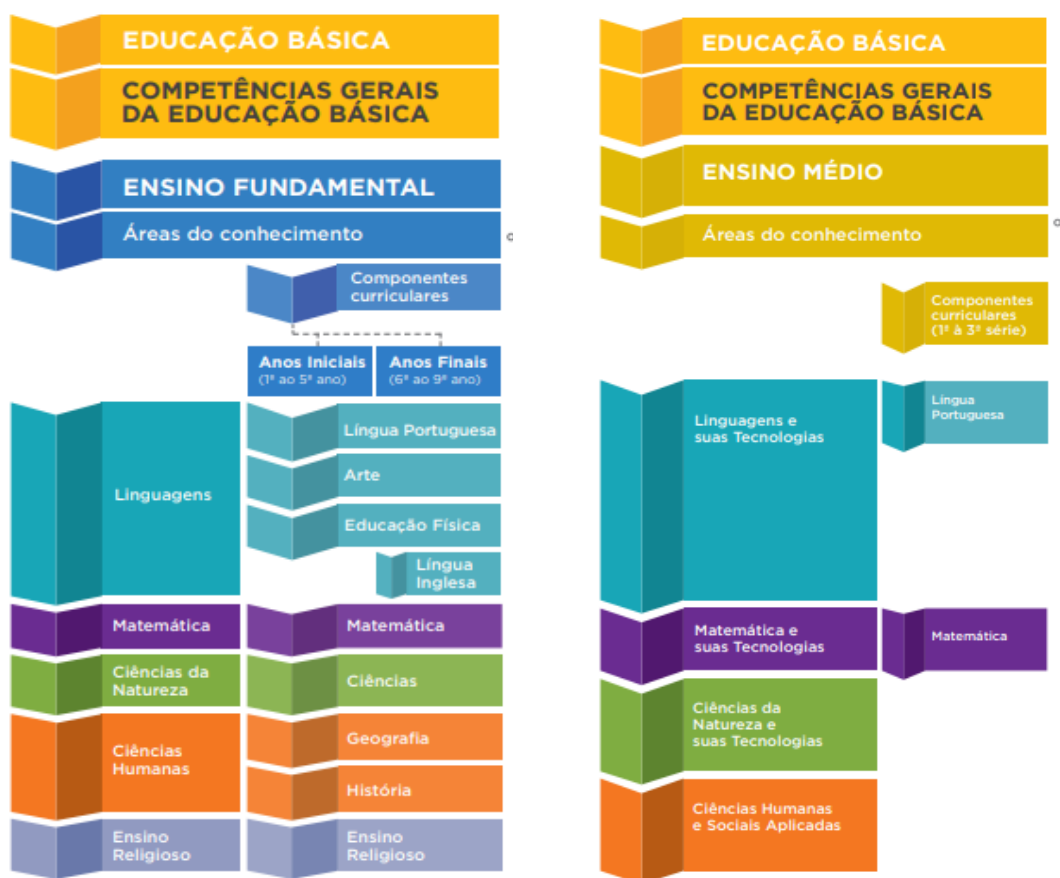 EDUCAÇÃO BÁSICA
COMPETÊNCIAS GERAIS
DA EDUCAÇÃO BÁSICA
ENSINO FUNDAMENTAL
Áreas do conhecimento
Componentes
curriculares
Anos Iniciais
(1º ao 5º ano)
Anos Finais
(6º ao 9º ano)
Linguagens
Língua Portuguesa
Arte
Educação Física
Língua
Inglesa
Matemática
Matemática
Ciências da
Natureza
Ciências
Ciências
Humanas
Geografia
História
Ensino
Religioso
Ensino
Religioso
EDUCAÇÃO BÁSICA
COMPETÊNCIAS GERAIS
DA EDUCAÇÃO BÁSICA
ENSINO MÉDIO
Áreas do conhecimento
Componentes
curriculares
(1ª à 3ª série)
Linguagens e
suas Tecnologias
Língua
Portuguesa
Matemática e
suas Tecnologias
Matemática
Ciências da
Natureza e
suas Tecnologias
Ciências Humanas
e Sociais Aplicadas